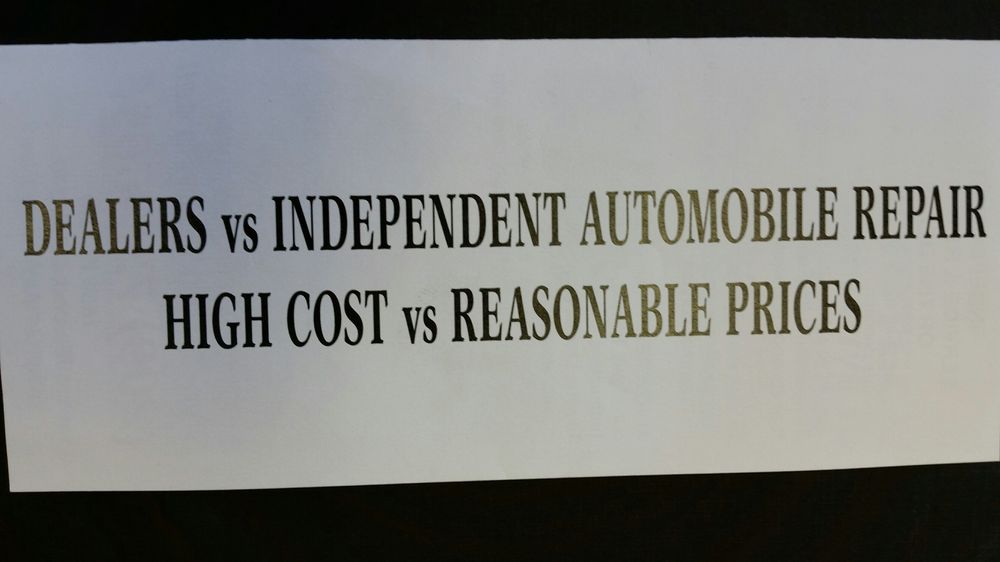 DEALERS vs INDEPENDENT AUTOMOBILE REPAIR
HIGH COST vs REASONABLE PRICES